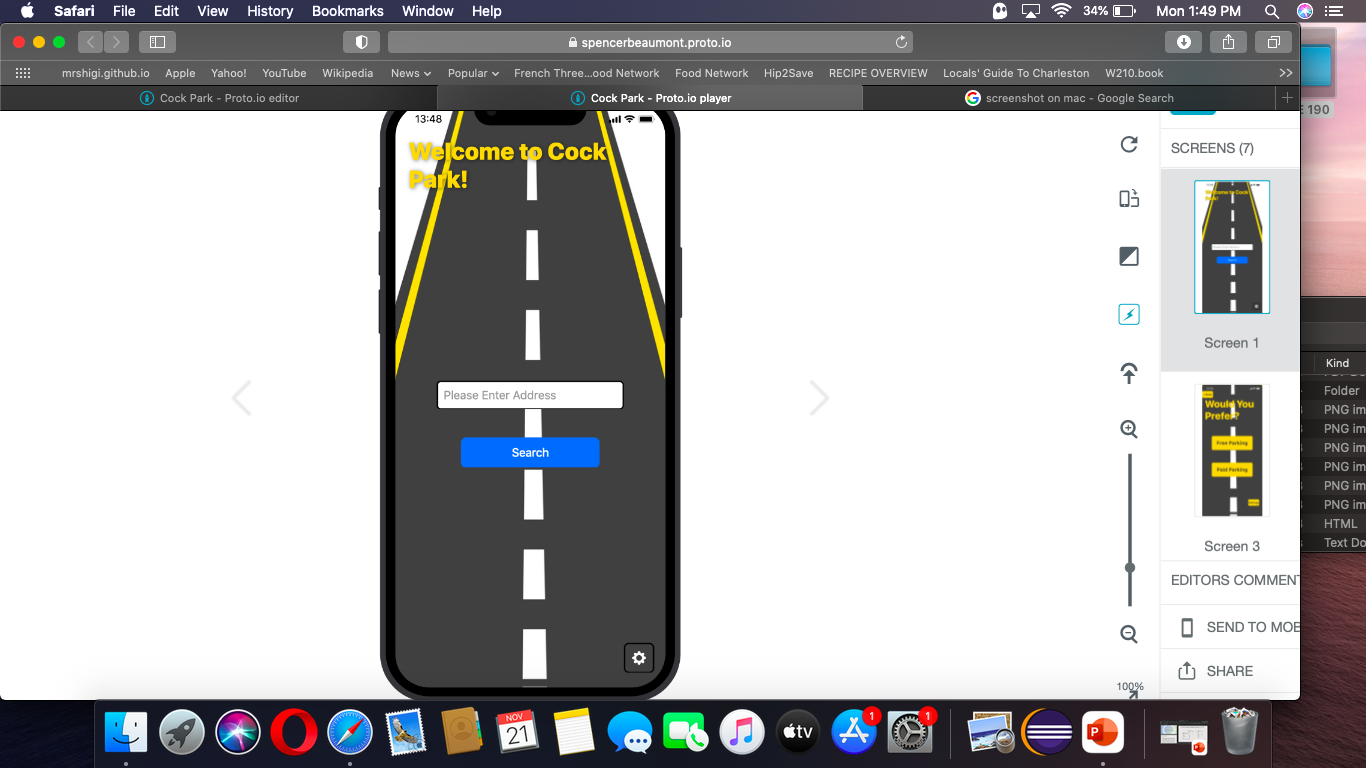 Safari File Edit View History Bookmarks Window Help 34% Mon 1:49 PM
spencerbeaumont.proto.io
mrshigi.github.io Apple Yahoo! YouTube Wikipedia News Popular French Three...ood Network Food Network Hip2Save RECIPE OVERVIEW Locals' Guide To Charleston W210.book
Cock Park - Proto.io editor Cock Park - Proto.io player screenshot on mac - Google Search
E 190
13:48
Welcome to Cock
Park!
Please Enter Address
Search
100%
SCREENS (7)
Welcome to Cock
Park!
Screen 1
Would You
Prefer?
Free Parking
Paid Parking
Screen 3
EDITORS COMMENT
SEND TO MOB
SHARE
Kind
Folder
PNG im
PNG im
PNG im
PNG im
PNG im
PNG im
HTML
Text Do
NOV
21
tv
1
1
P